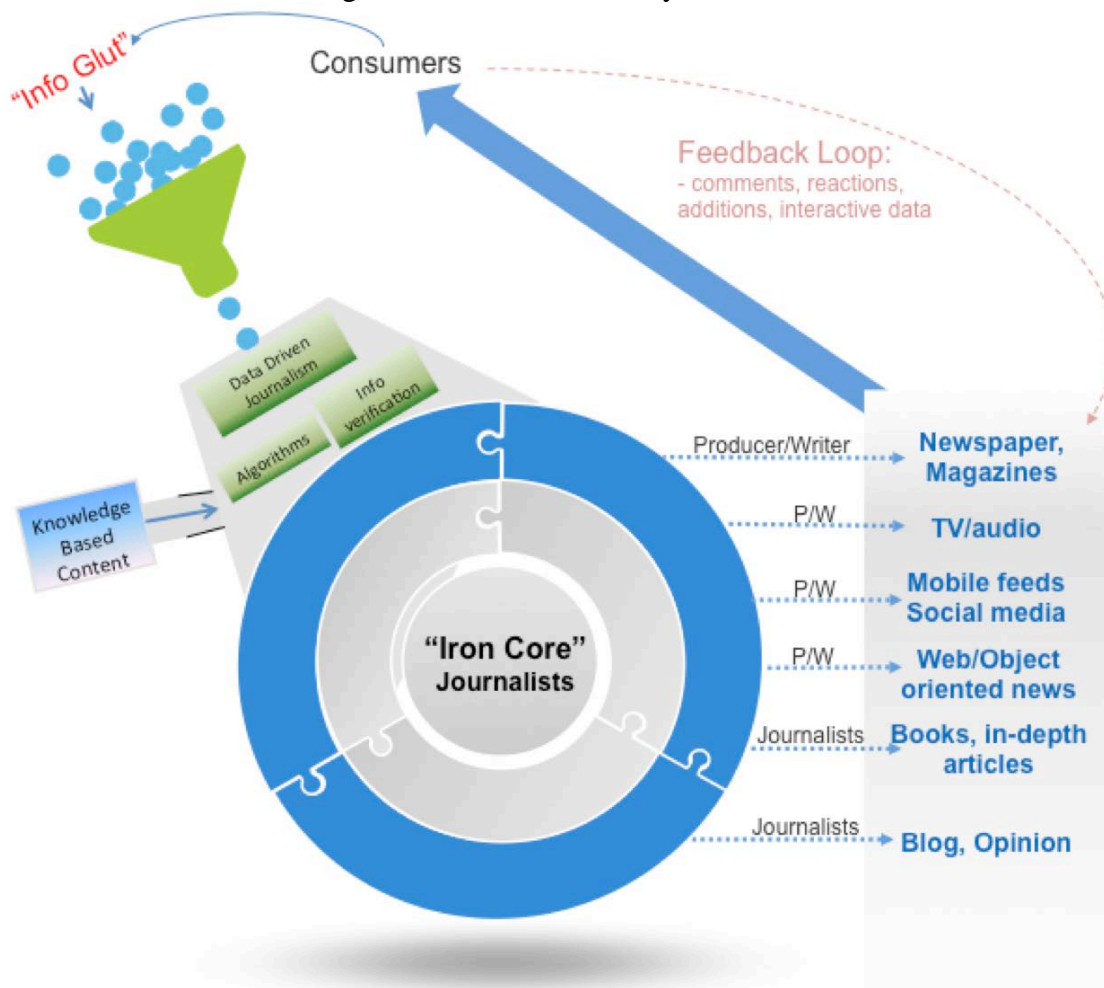 “Info Glut”
Consumers
Feedback Loop:
- comments, reactions,
additions, interactive data
Data Driven
Journalism
Info
verification
Algorithms
Knowledge
Based
Content
“Iron Core”
Journalists
Producer/Writer
Newspaper,
Magazines
P/W
TV/audio
P/W
Mobile feeds
Social media
P/W
Web/Object
oriented news
Journalists
Books, in-depth
articles
Journalists
Blog, Opinion